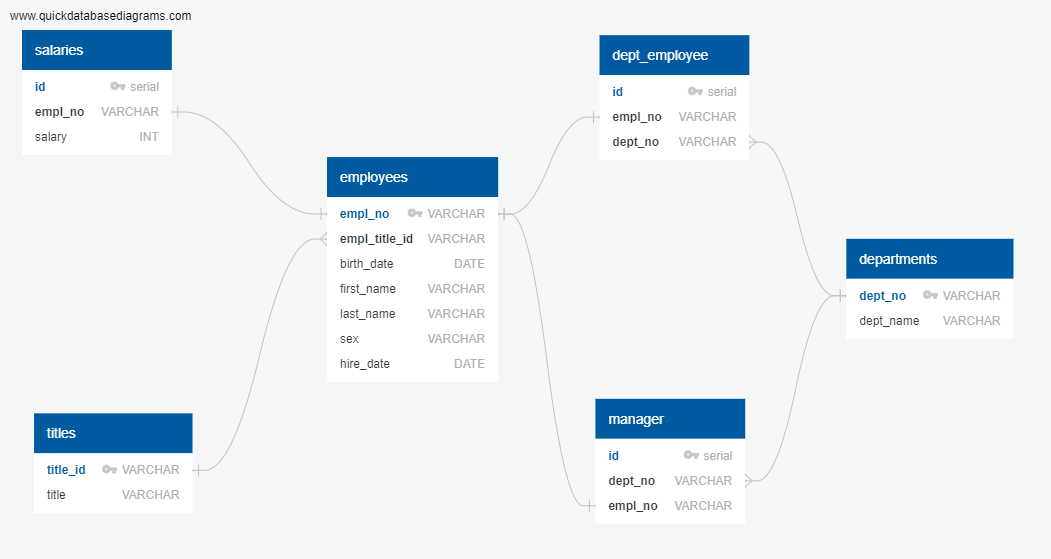 www.quickdatabasediagrams.com
salaries
id serial
empl_no VARCHAR
salary INT
employees
empl_no VARCHAR
empl_title_id VARCHAR
birth_date DATE
first_name VARCHAR
last_name VARCHAR
sex VARCHAR
hire_date DATE
titles
title_id VARCHAR
title VARCHAR
dept_employee
id serial
empl_no VARCHAR
dept_no VARCHAR
departments
dept_no VARCHAR
dept_name VARCHAR
manager
id serial
dept_no VARCHAR
empl_no VARCHAR